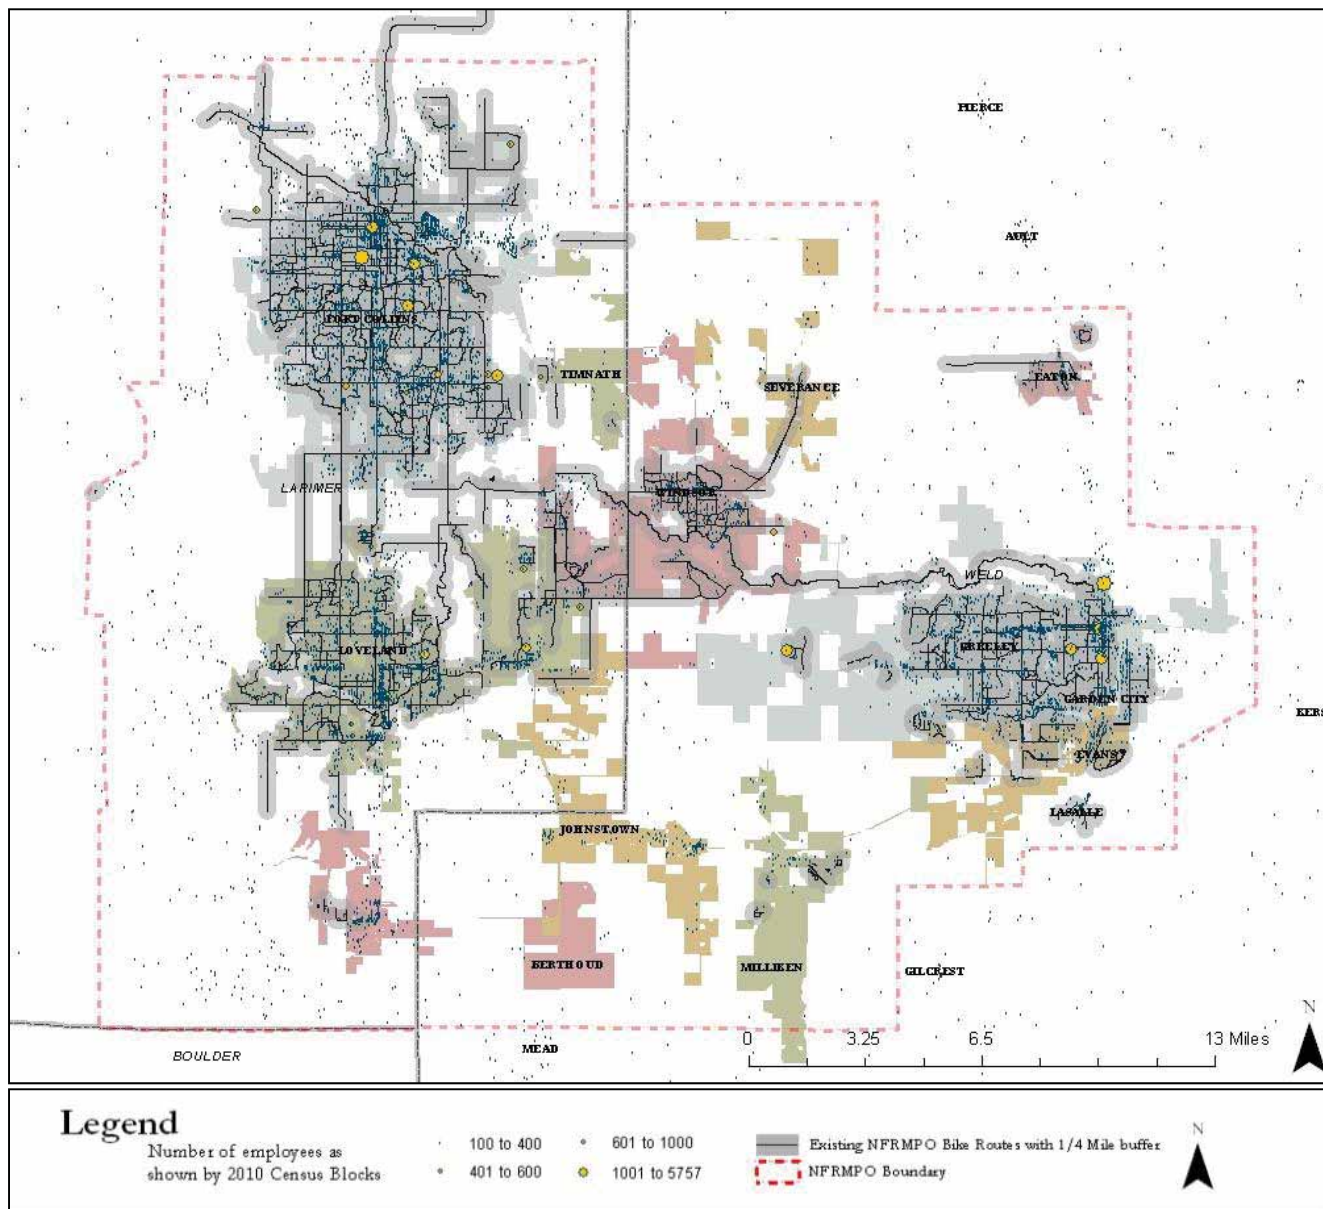 PIERCE
AULT
FORT COLLINS
TIMNATH
SEVERANCE
EATON
LARIMER
WINDSOR
WELD
LOVELAND
GREELEY
GARDEN CITY
KERS
EVANS
LASALLE
JOHNSTOWN
BERTHOUD
MILLIKEN
GILCREST
N
0 3.25 6.5 13 Miles
BOULDER
MEAD
Legend
Number of employees as
shown by 2010 Census Blocks
100 to 400
401 to 600
601 to 1000
1001 to 5757
Existing NFRMPO Bike Routes with 1/4 Mile buffer
NFRMPO Boundary
N